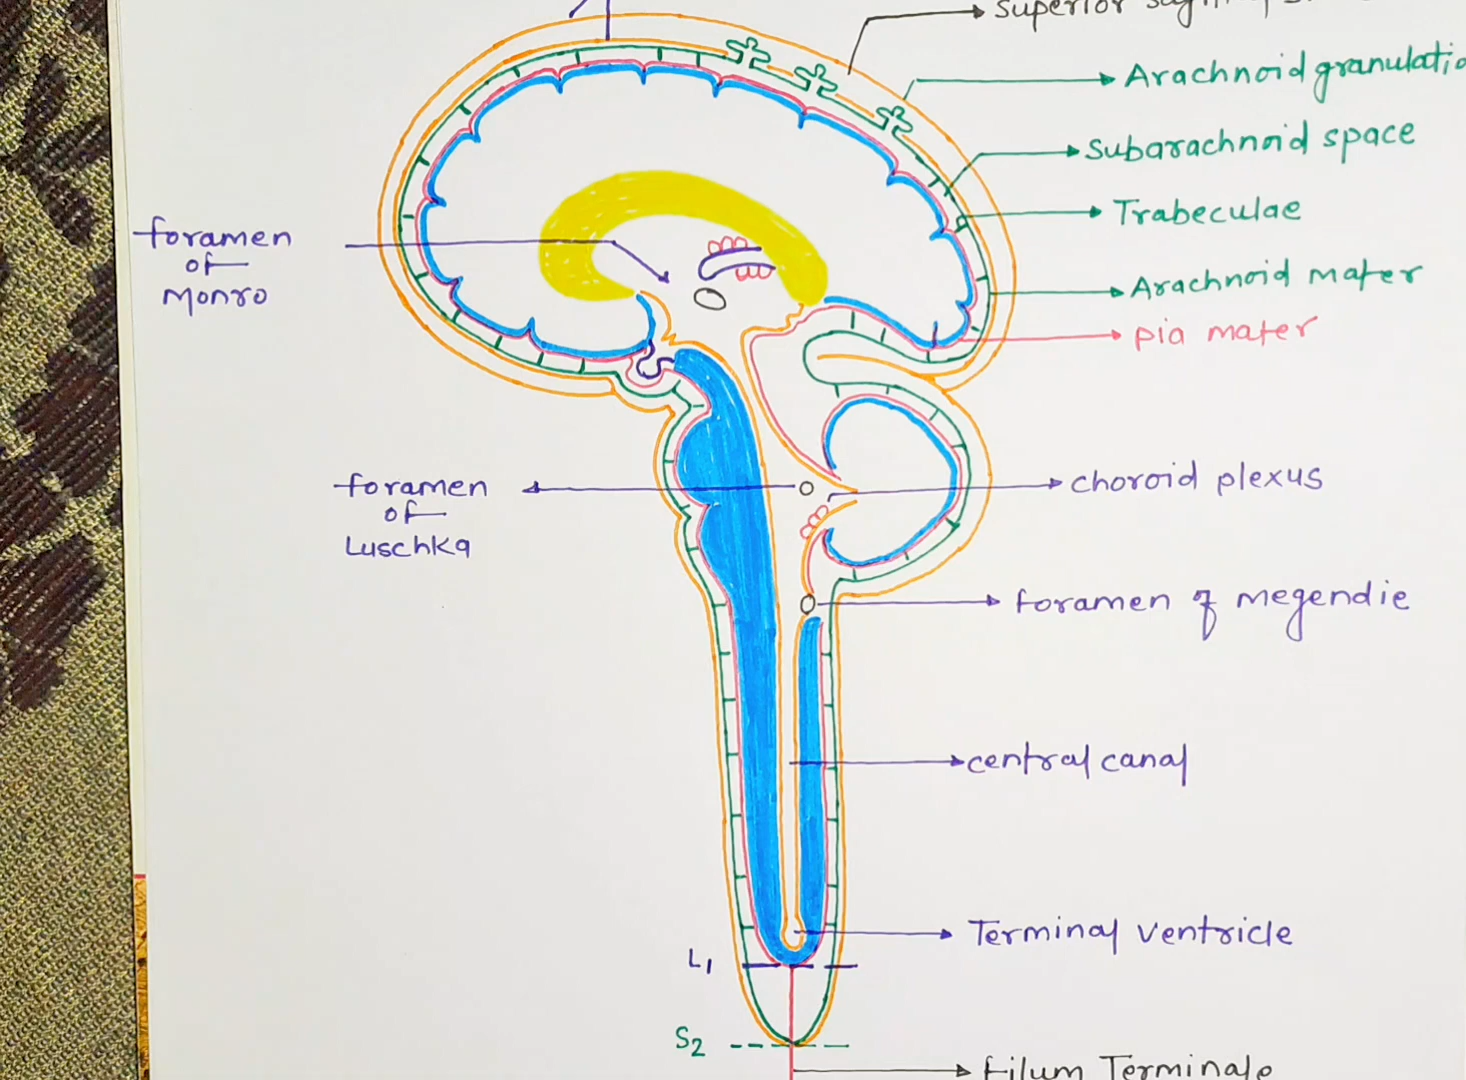 superior
Arachnoid granulatio
Subarachnoid space
Trabeculae
foramen
of
Monro
Arachnoid mater
pia mater
foramen
of
Luschka
choroid plexus
foramen of megendie
central canal
Terminal ventricle
L1
S2
filum Terminale